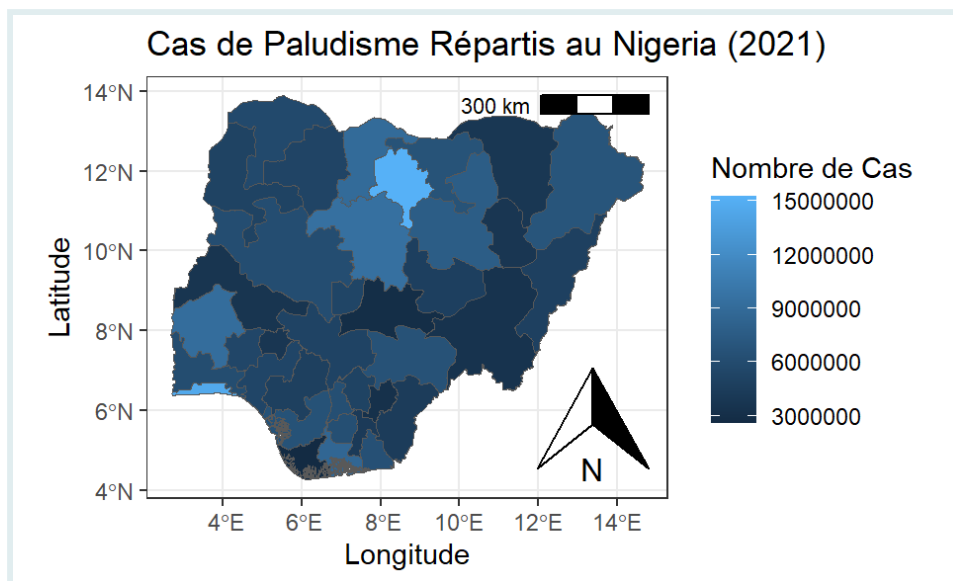 Cas de Paludisme Répartis au Nigeria (2021)
14°N
12°N
10°N
8°N
6°N
4°N
Latitude
300 km
N
4°E 6°E 8°E 10°E 12°E 14°E
Longitude
Nombre de Cas
15000000
12000000
9000000
6000000
3000000